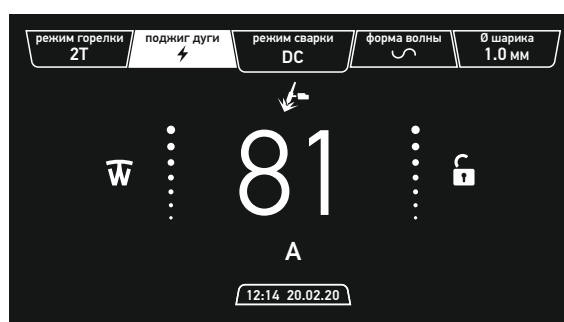 режим горелки
2Т
поджиг дуги
режим сварки
DC
форма волны
Ø шарика
1.0 мм
81
A
12:14 20.02.20